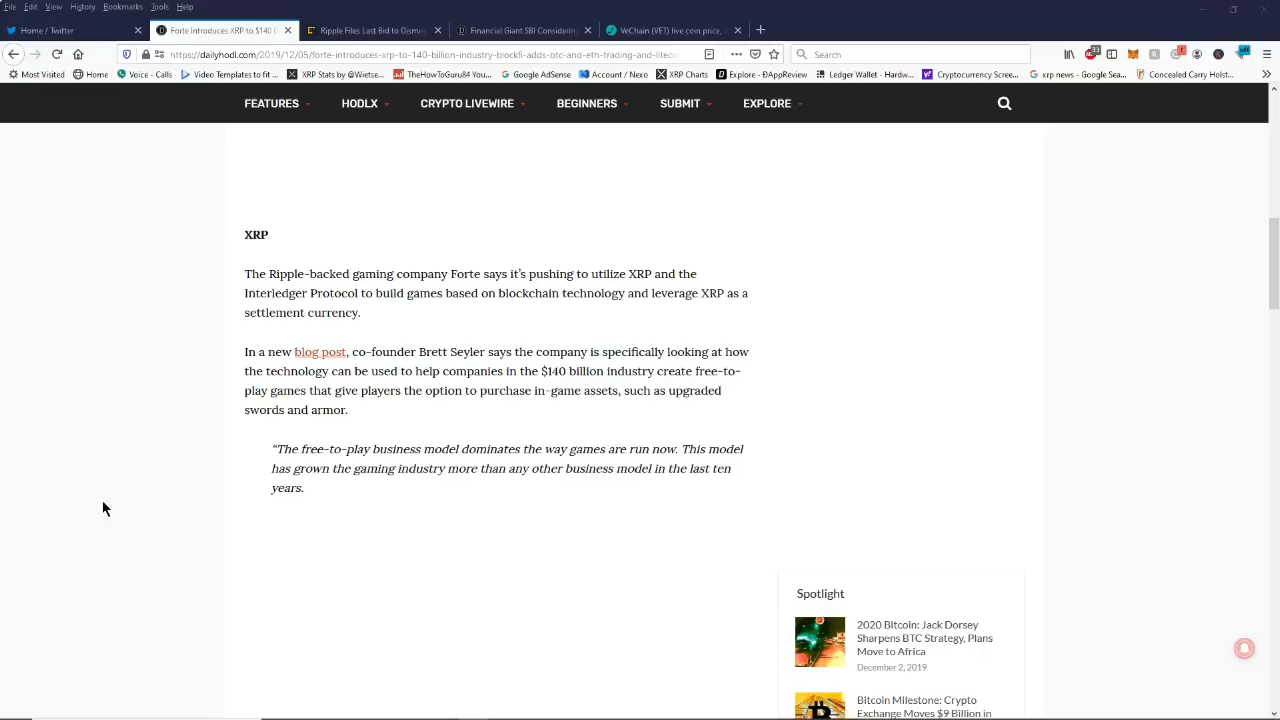 File Edit View History Bookmarks Tools Help
Home / Twitter
Forte Introduces XRP to $140 B
Ripple Files Last Bid to Dismis
Financial Giant SBI Considerin
VeChain (VET) live coin price,
https://dailyhodl.com/2019/12/05/forte-introduces-xrp-to-140-billion-industry-blockfi-adds-btc-and-eth-trading-and-liteco
Search
Most Visited Home Voice - Calls Video Templates to fit ... XRP Stats by @Wietse... TheHowToGuru84 You... Google AdSense Account / Nexo XRP Charts Explore - ÐAppReview Ledger Wallet - Hardw... Cryptocurrency Scree... xrp news - Google Sea... Concealed Carry Holst...
FEATURES HODLX CRYPTO LIVEWIRE BEGINNERS SUBMIT EXPLORE
XRP
The Ripple-backed gaming company Forte says it's pushing to utilize XRP and the
Interledger Protocol to build games based on blockchain technology and leverage XRP as a
settlement currency.
In a new blog post, co-founder Brett Seyler says the company is specifically looking at how
the technology can be used to help companies in the $140 billion industry create free-to-
play games that give players the option to purchase in-game assets, such as upgraded
swords and armor.
“The free-to-play business model dominates the way games are run now. This model
has grown the gaming industry more than any other business model in the last ten
years.
Spotlight
2020 Bitcoin: Jack Dorsey
Sharpens BTC Strategy, Plans
Move to Africa
December 2, 2019
Bitcoin Milestone: Crypto
Exchange Moves $9 Billion in